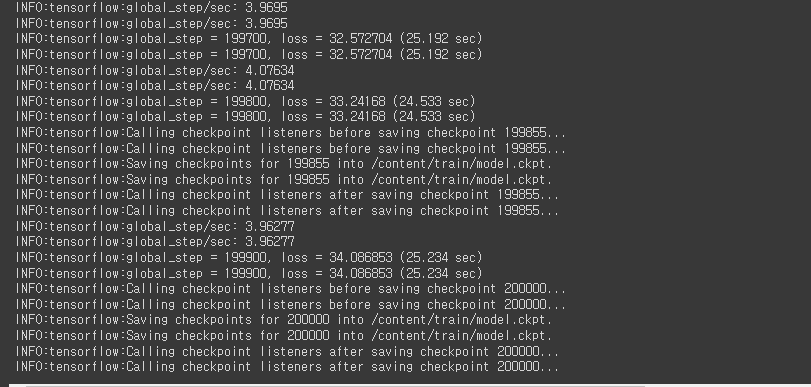 INFO:tensorflow:global_step/sec: 3.9695
INFO:tensorflow:global_step/sec: 3.9695
INFO:tensorflow:global_step = 199700, loss = 32.572704 (25.192 sec)
INFO:tensorflow:global_step = 199700, loss = 32.572704 (25.192 sec)
INFO:tensorflow:global_step/sec: 4.07634
INFO:tensorflow:global_step/sec: 4.07634
INFO:tensorflow:global_step = 199800, loss = 33.24168 (24.533 sec)
INFO:tensorflow:global_step = 199800, loss = 33.24168 (24.533 sec)
INFO:tensorflow:Calling checkpoint listeners before saving checkpoint 199855...
INFO:tensorflow:Calling checkpoint listeners before saving checkpoint 199855...
INFO:tensorflow:Saving checkpoints for 199855 into /content/train/model.ckpt.
INFO:tensorflow:Saving checkpoints for 199855 into /content/train/model.ckpt.
INFO:tensorflow:Calling checkpoint listeners after saving checkpoint 199855...
INFO:tensorflow:Calling checkpoint listeners after saving checkpoint 199855...
INFO:tensorflow:global_step/sec: 3.96277
INFO:tensorflow:global_step/sec: 3.96277
INFO:tensorflow:global_step = 199900, loss = 34.086853 (25.234 sec)
INFO:tensorflow:global_step = 199900, loss = 34.086853 (25.234 sec)
INFO:tensorflow:Calling checkpoint listeners before saving checkpoint 200000...
INFO:tensorflow:Calling checkpoint listeners before saving checkpoint 200000...
INFO:tensorflow:Saving checkpoints for 200000 into /content/train/model.ckpt.
INFO:tensorflow:Saving checkpoints for 200000 into /content/train/model.ckpt.
INFO:tensorflow:Calling checkpoint listeners after saving checkpoint 200000...
INFO:tensorflow:Calling checkpoint listeners after saving checkpoint 200000...